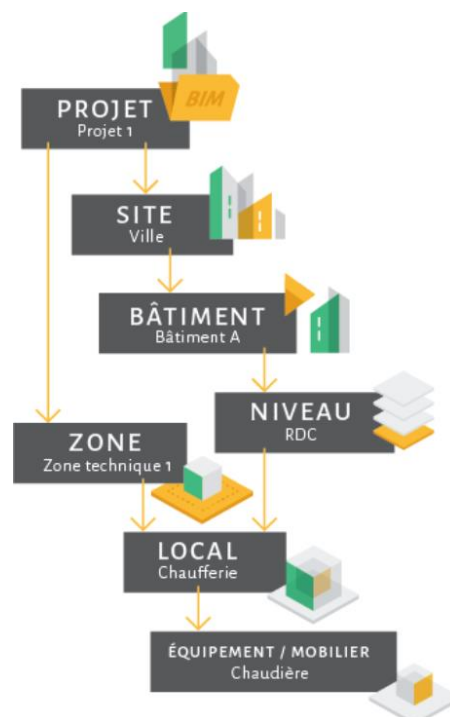 BIM
PROJET
Projet 1
SITE
Ville
BÂTIMENT
Bâtiment A
NIVEAU
RDC
ZONE
Zone technique 1
LOCAL
Chaufferie
ÉQUIPEMENT / MOBILIER
Chaudière